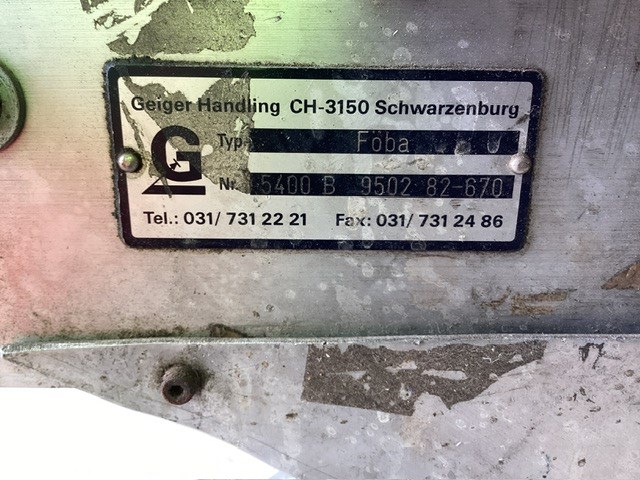 Geiger Handling CH-3150 Schwarzenburg
G
Typ Föba
Nr. 5400 B 9502 82-670
Tel.: 031/ 731 22 21 Fax: 031/ 731 24 86